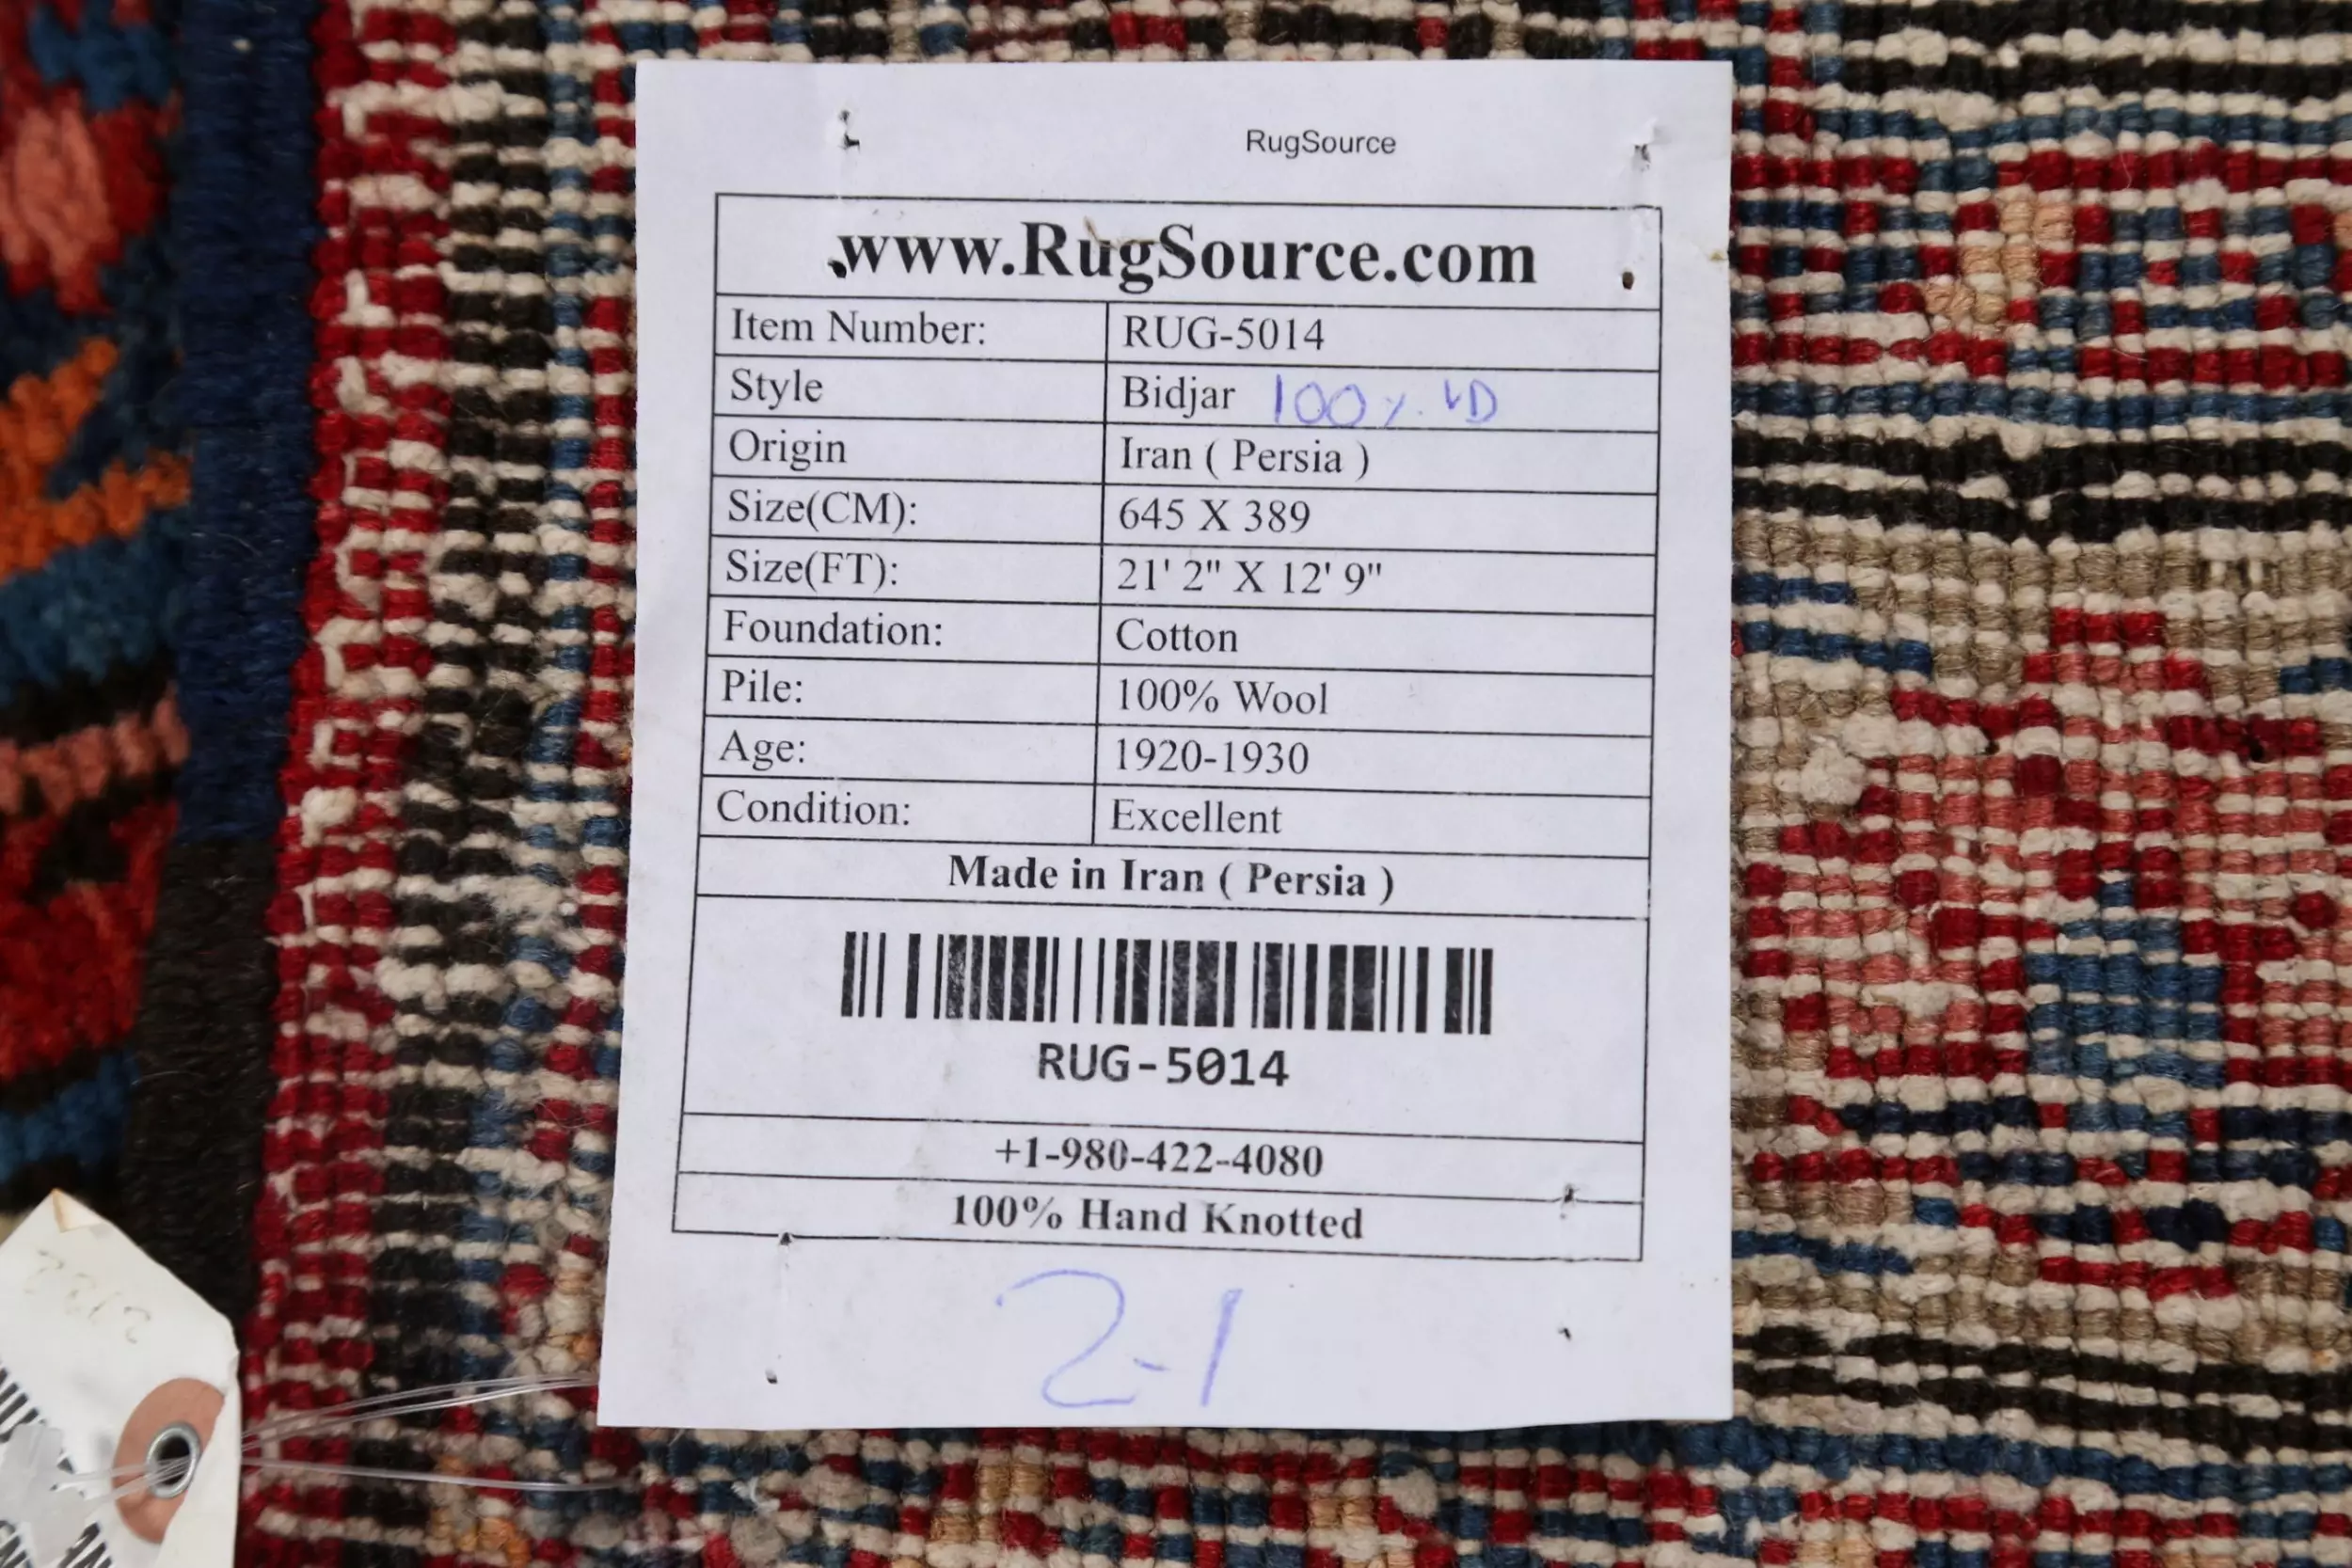 RugSource
www.RugSource.com
Item Number: RUG-5014
Style Bidjar 100% VD
Origin Iran ( Persia )
Size(CM): 645 X 389
Size(FT): 21' 2" X 12' 9"
Foundation: Cotton
Pile: 100% Wool
Age: 1920-1930
Condition: Excellent
Made in Iran ( Persia )
RUG-5014
+1-980-422-4080
100% Hand Knotted
2-1